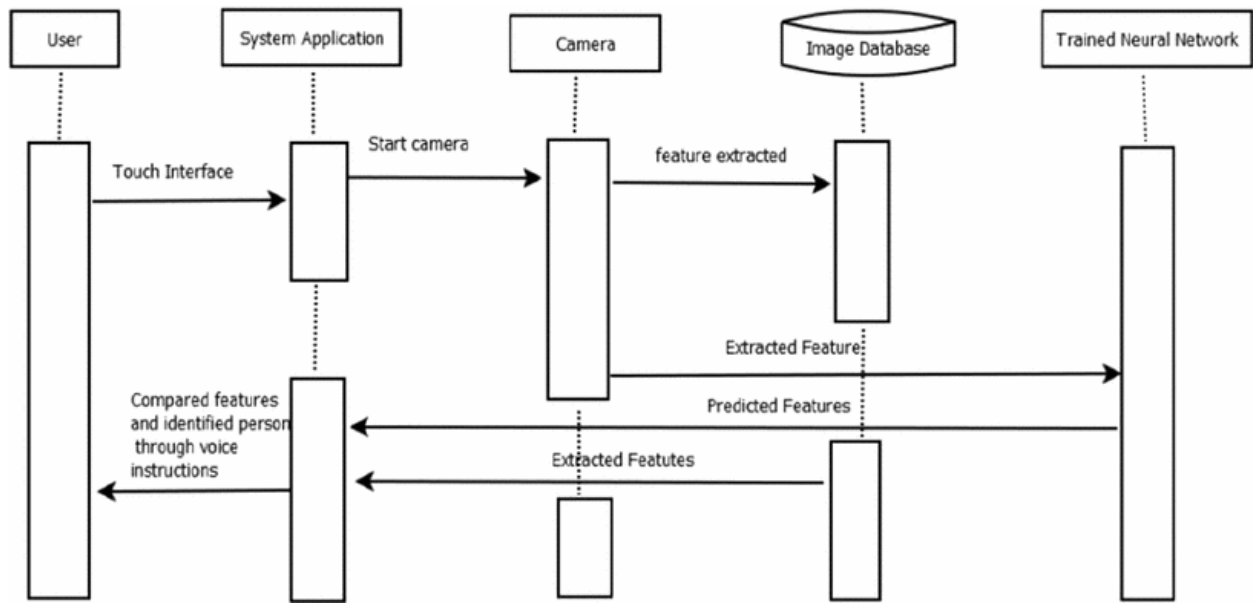 User
System Application
Camera
Image Database
Trained Neural Network
Start camera
feature extracted
Touch Interface
Extracted Feature
Predicted Features
Compared features
and identified person
through voice
instructions
Extracted Featutes